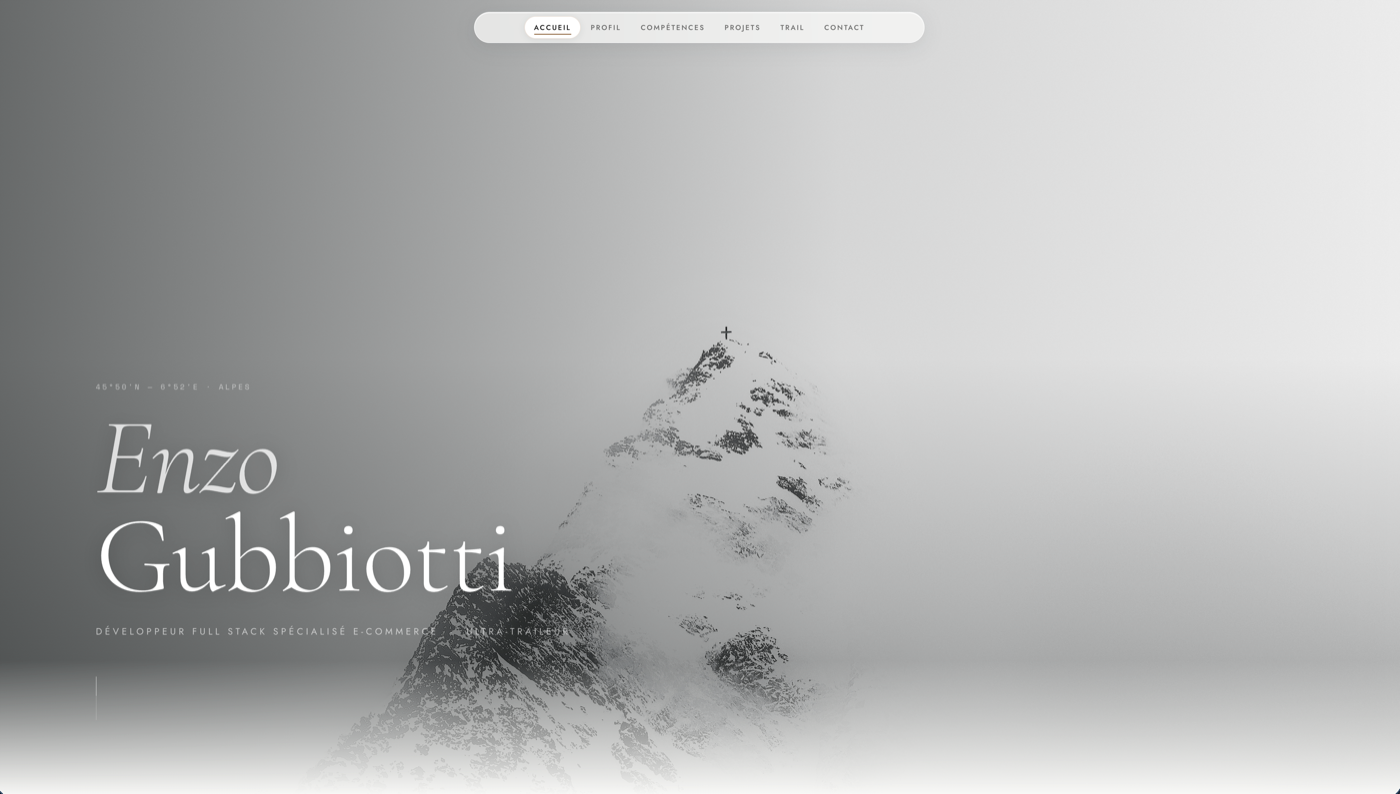 ACCUEIL PROFIL COMPÉTENCES PROJETS TRAIL CONTACT
45°50'N — 6°52'E · ALPES
Enzo
Gubbiotti
DÉVELOPPEUR FULL STACK SPÉCIALISÉ E-COMMERCE — ULTRA-TRAILEUR